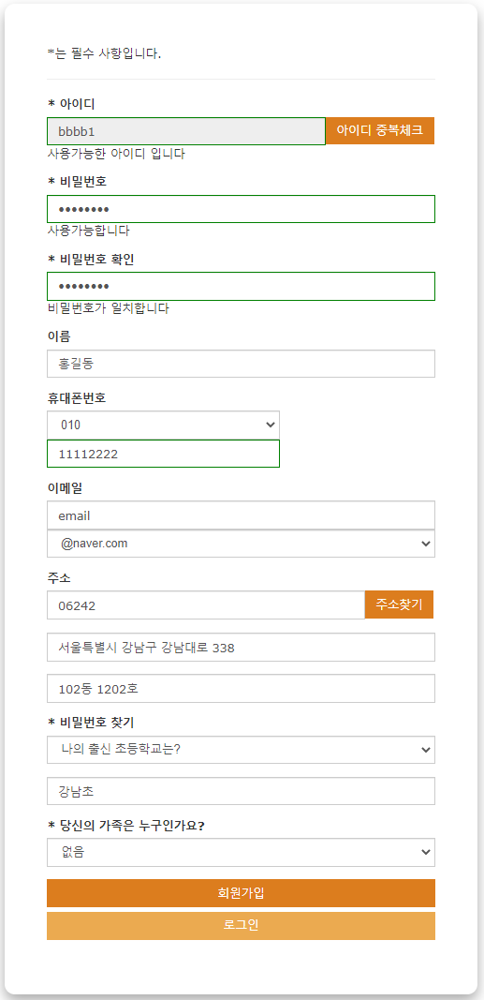 *는 필수 사항입니다.
* 아이디
bbbb1 아이디 중복체크
사용가능한 아이디 입니다
* 비밀번호
••••••••
사용가능합니다
* 비밀번호 확인
••••••••
비밀번호가 일치합니다
이름
홍길동
휴대폰번호
010
11112222
이메일
email
@naver.com
주소
06242 주소찾기
서울특별시 강남구 강남대로 338
102동 1202호
* 비밀번호 찾기
나의 출신 초등학교는?
강남초
* 당신의 가족은 누구인가요?
없음
회원가입
로그인